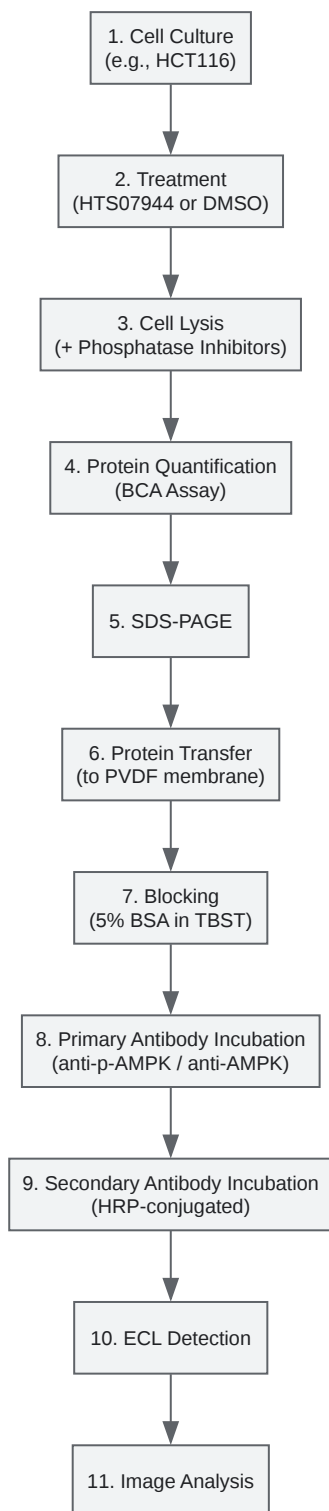 1. Cell Culture
(e.g., HCT116)
2. Treatment
(HTS07944 or DMSO)
3. Cell Lysis
(+ Phosphatase Inhibitors)
4. Protein Quantification
(BCA Assay)
5. SDS-PAGE
6. Protein Transfer
(to PVDF membrane)
7. Blocking
(5% BSA in TBST)
8. Primary Antibody Incubation
(anti-p-AMPK / anti-AMPK)
9. Secondary Antibody Incubation
(HRP-conjugated)
10. ECL Detection
11. Image Analysis